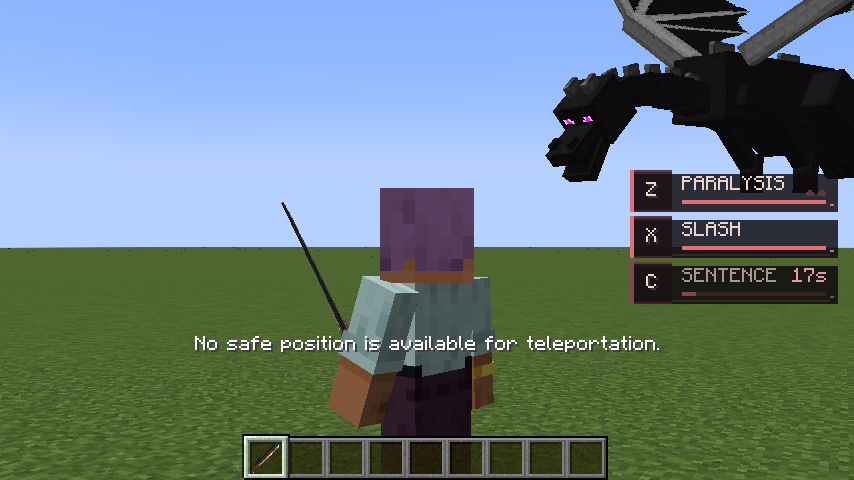 Z PARALYSIS
X SLASH
C SENTENCE 17s
No safe position is available for teleportation.